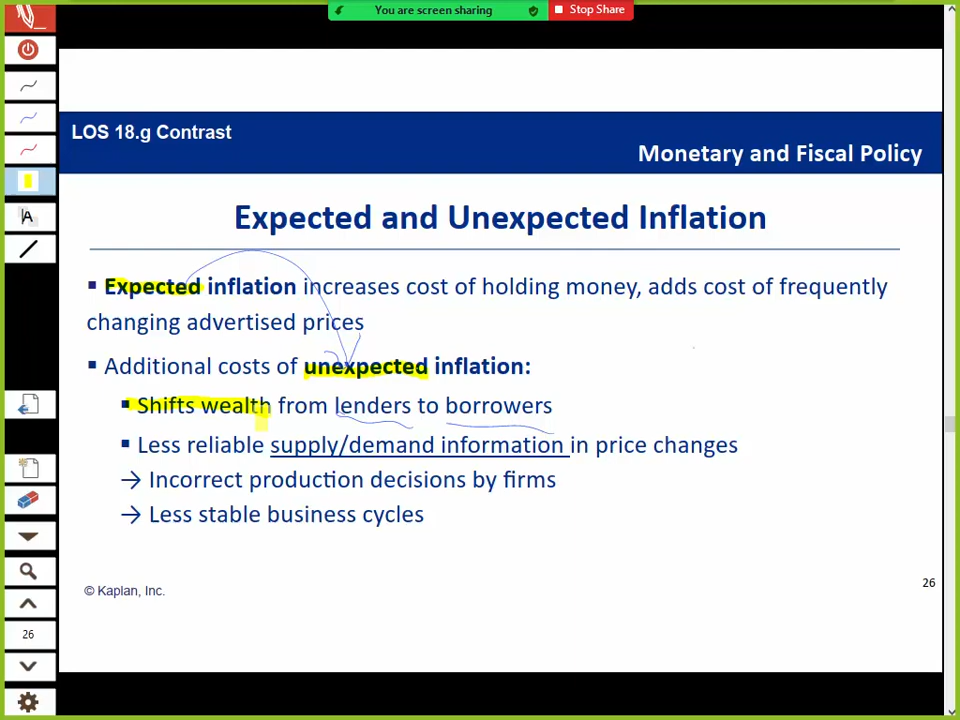 You are screen sharing
Stop Share
LOS 18.g Contrast
Monetary and Fiscal Policy
Expected and Unexpected Inflation
▪ Expected inflation increases cost of holding money, adds cost of frequently
changing advertised prices
▪ Additional costs of unexpected inflation:
▪ Shifts wealth from lenders to borrowers
▪ Less reliable supply/demand information in price changes
→ Incorrect production decisions by firms
→ Less stable business cycles
© Kaplan, Inc.
26
A
26